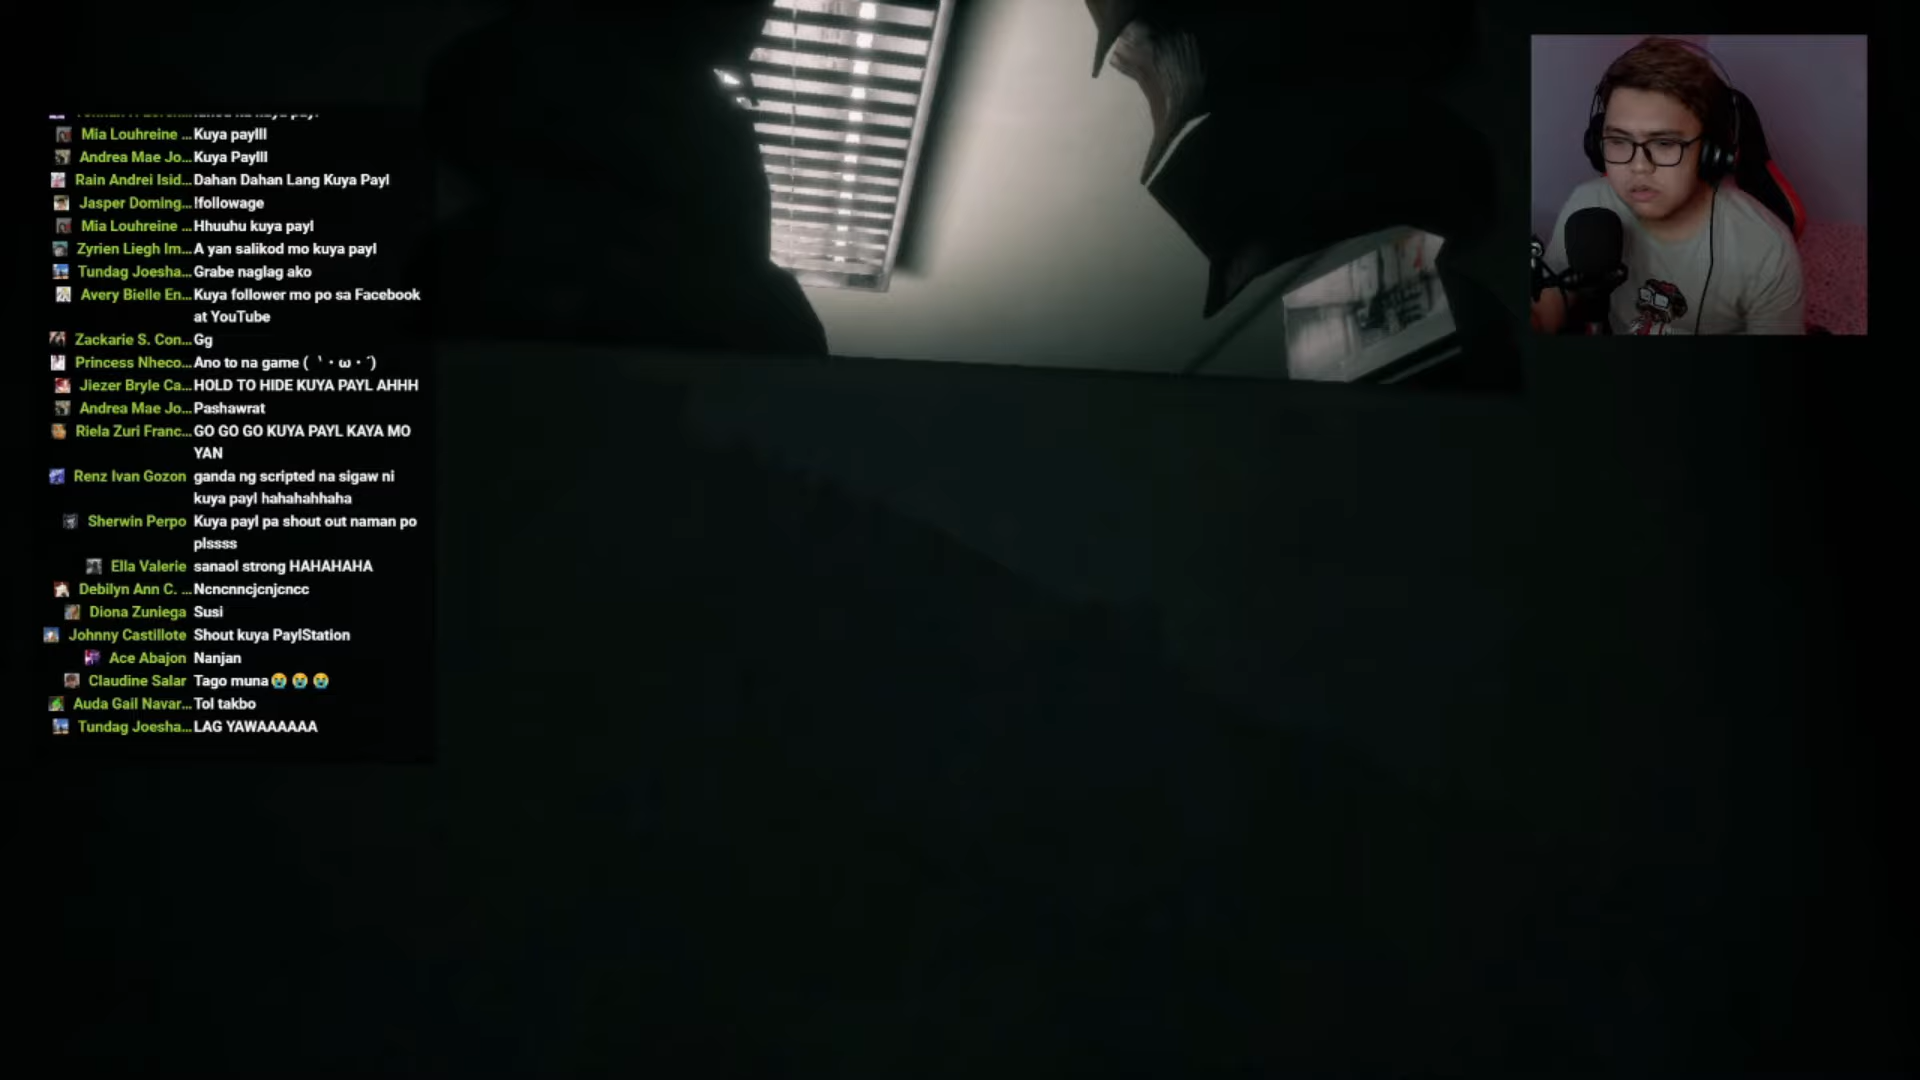 Mia Louhreine ... Kuya paylll
Andrea Mae Jo... Kuya Paylll
Rain Andrei Isid... Dahan Dahan Lang Kuya Payl
Jasper Doming... !followage
Mia Louhreine ... Hhuuhu kuya payl
Zyrien Liegh Im... A yan salikod mo kuya payl
Tundag Joesha... Grabe naglag ako
Avery Bielle En... Kuya follower mo po sa Facebook
at YouTube
Zackarie S. Con... Gg
Princess Nheco... Ano to na game ( ｀・ω・´)
Jiezer Bryle Ca... HOLD TO HIDE KUYA PAYL AHHH
Andrea Mae Jo... Pashawrat
Riela Zuri Franc... GO GO GO KUYA PAYL KAYA MO
YAN
Renz Ivan Gozon ganda ng scripted na sigaw ni
kuya payl hahahahhaha
Sherwin Perpo Kuya payl pa shout out naman po
plssss
Ella Valerie sanaol strong HAHAHAHA
Debilyn Ann C. ... Ncncnncjcnjcncc
Diona Zuniega Susi
Johnny Castillote Shout kuya PaylStation
Ace Abajon Nanjan
Claudine Salar Tago muna😭 😭 😭
Auda Gail Navar... Tol takbo
Tundag Joesha... LAG YAWAAAAAA